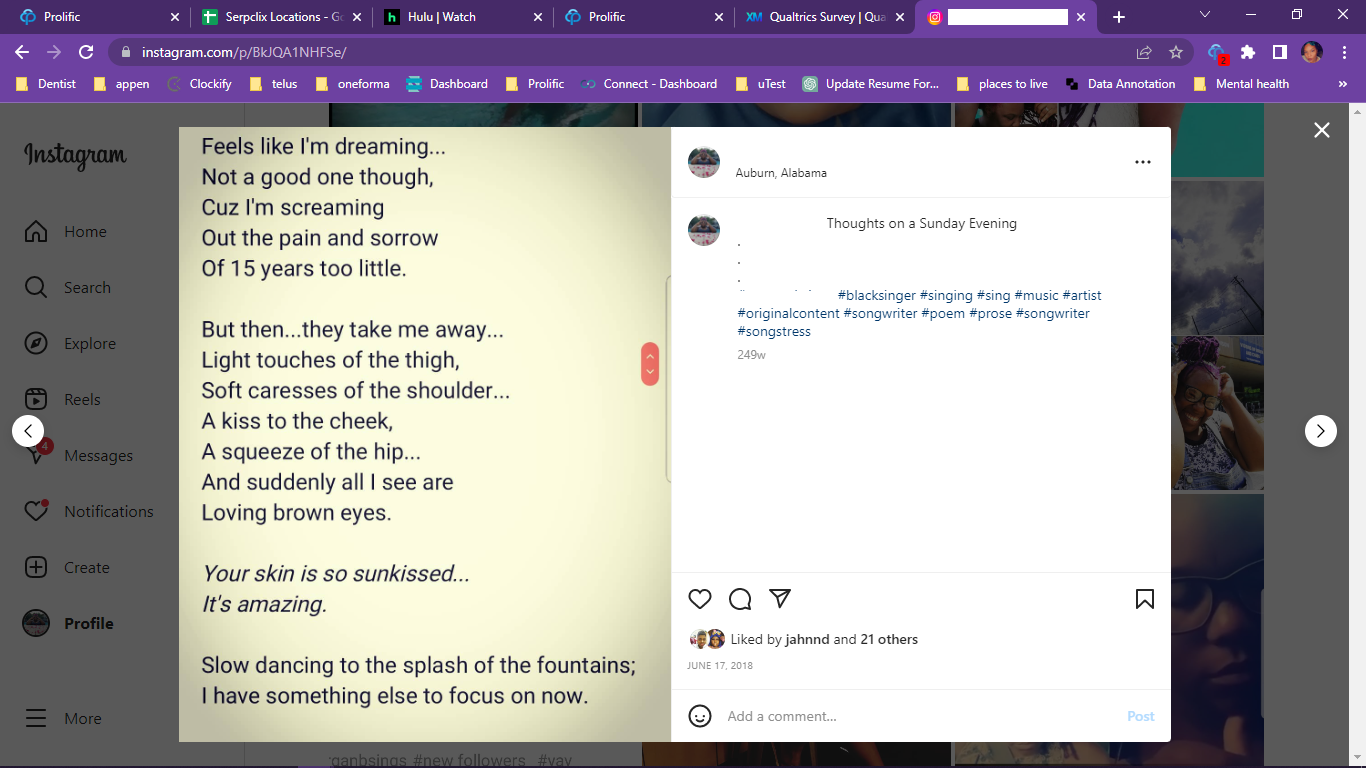 Prolific
Serpclix Locations - Go
Hulu | Watch
Prolific
Qualtrics Survey | Qua
instagram.com/p/BkJQA1NHFSe/
2
Dentist
appen
Clockify
telus
oneforma
Dashboard
Prolific
Connect - Dashboard
uTest
Update Resume For...
places to live
Data Annotation
Mental health
»
Instagram
Home
Search
Explore
Reels
4
Messages
Notifications
Create
Profile
More
Feels like I'm dreaming...
Not a good one though,
Cuz I'm screaming
Out the pain and sorrow
Of 15 years too little.
But then...they take me away...
Light touches of the thigh,
Soft caresses of the shoulder...
A kiss to the cheek,
A squeeze of the hip...
And suddenly all I see are
Loving brown eyes.
Your skin is so sunkissed...
It's amazing.
Slow dancing to the splash of the fountains;
I have something else to focus on now.
Auburn, Alabama
Thoughts on a Sunday Evening
.
.
.
#blacksinger #singing #sing #music #artist
#originalcontent #songwriter #poem #prose #songwriter
#songstress
249w
Liked by jahnnd and 21 others
JUNE 17, 2018
Add a comment...
Post
#new followers #yay